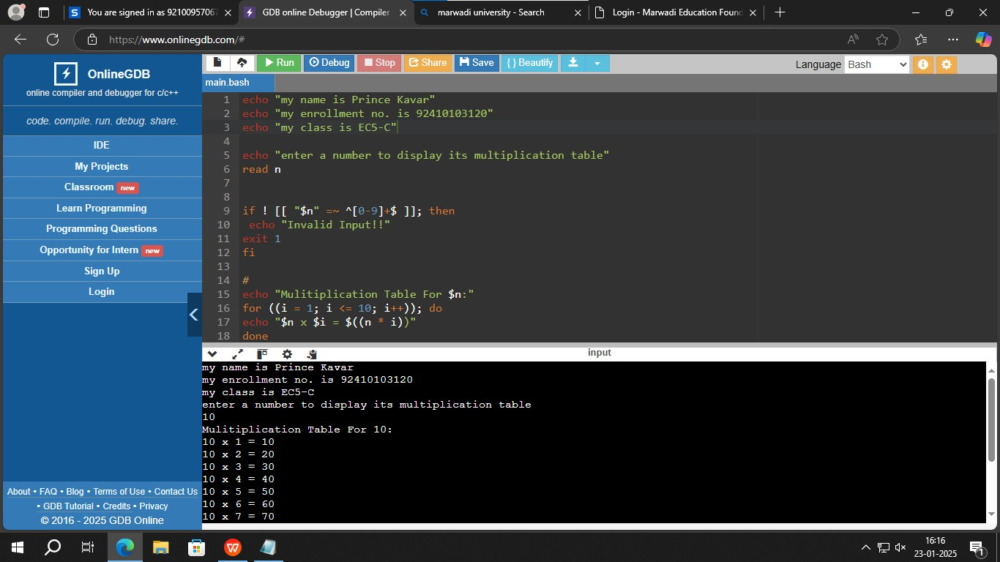 You are signed in as 9210095706
GDB online Debugger | Compiler
marwadi university - Search
Login - Marwadi Education Found
https://www.onlinegdb.com/#
OnlineGDB
online compiler and debugger for c/c++
code. compile. run. debug. share.
IDE
My Projects
Classroom new
Learn Programming
Programming Questions
Opportunity for Intern new
Sign Up
Login
About • FAQ • Blog • Terms of Use • Contact Us
• GDB Tutorial • Credits • Privacy
© 2016 - 2025 GDB Online
Run Debug Stop Share Save { } Beautify Language Bash
main.bash
1 echo "my name is Prince Kavar"
2 echo "my enrollment no. is 92410103120"
3 echo "my class is EC5-C"
4
5 echo "enter a number to display its multiplication table"
6 read n
7
8
9 if ! [[ "$n" =~ ^[0-9]+$ ]]; then
10 echo "Invalid Input!!"
11 exit 1
12 fi
13
14 #
15 echo "Mulitiplication Table For $n:"
16 for ((i = 1; i <= 10; i++)); do
17 echo "$n x $i = $((n * i))"
18 done
input
my name is Prince Kavar
my enrollment no. is 92410103120
my class is EC5-C
enter a number to display its multiplication table
10
Mulitiplication Table For 10:
10 x 1 = 10
10 x 2 = 20
10 x 3 = 30
10 x 4 = 40
10 x 5 = 50
10 x 6 = 60
10 x 7 = 70
16:16
23-01-2025
1